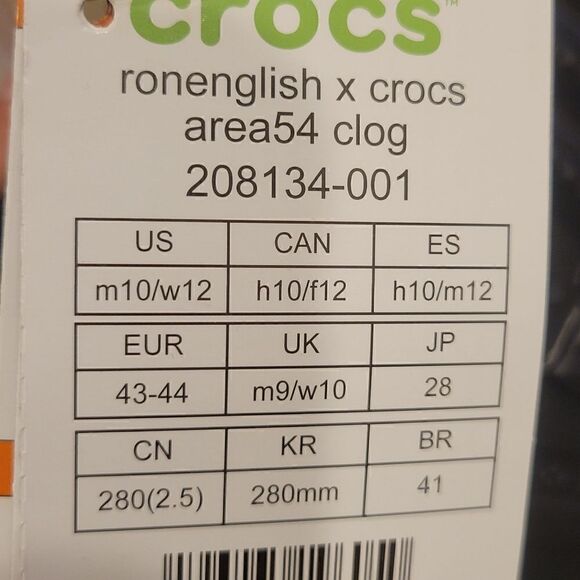 crocs™
ronenglish x crocs
area54 clog
208134-001
US CAN ES
m10/w12 h10/f12 h10/m12
EUR UK JP
43-44 m9/w10 28
CN KR BR
280(2.5) 280mm 41